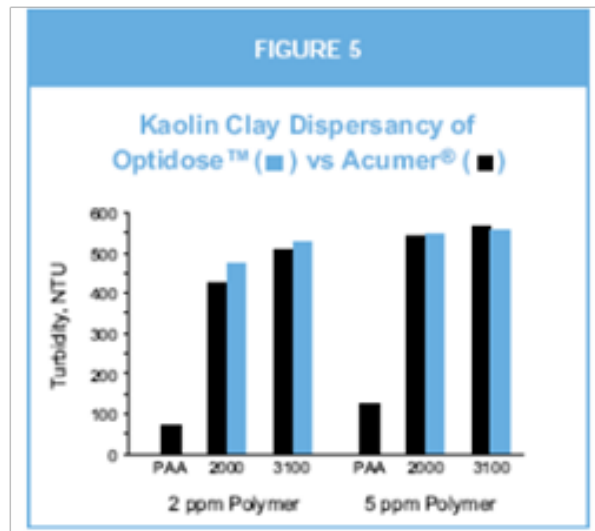 FIGURE 5
Kaolin Clay Dispersancy of
Optidose™ (■) vs Acumer® (■)
Turbidity, NTU
600
500
400
300
200
100
0
PAA 2000 3100 PAA 2000 3100
2 ppm Polymer 5 ppm Polymer